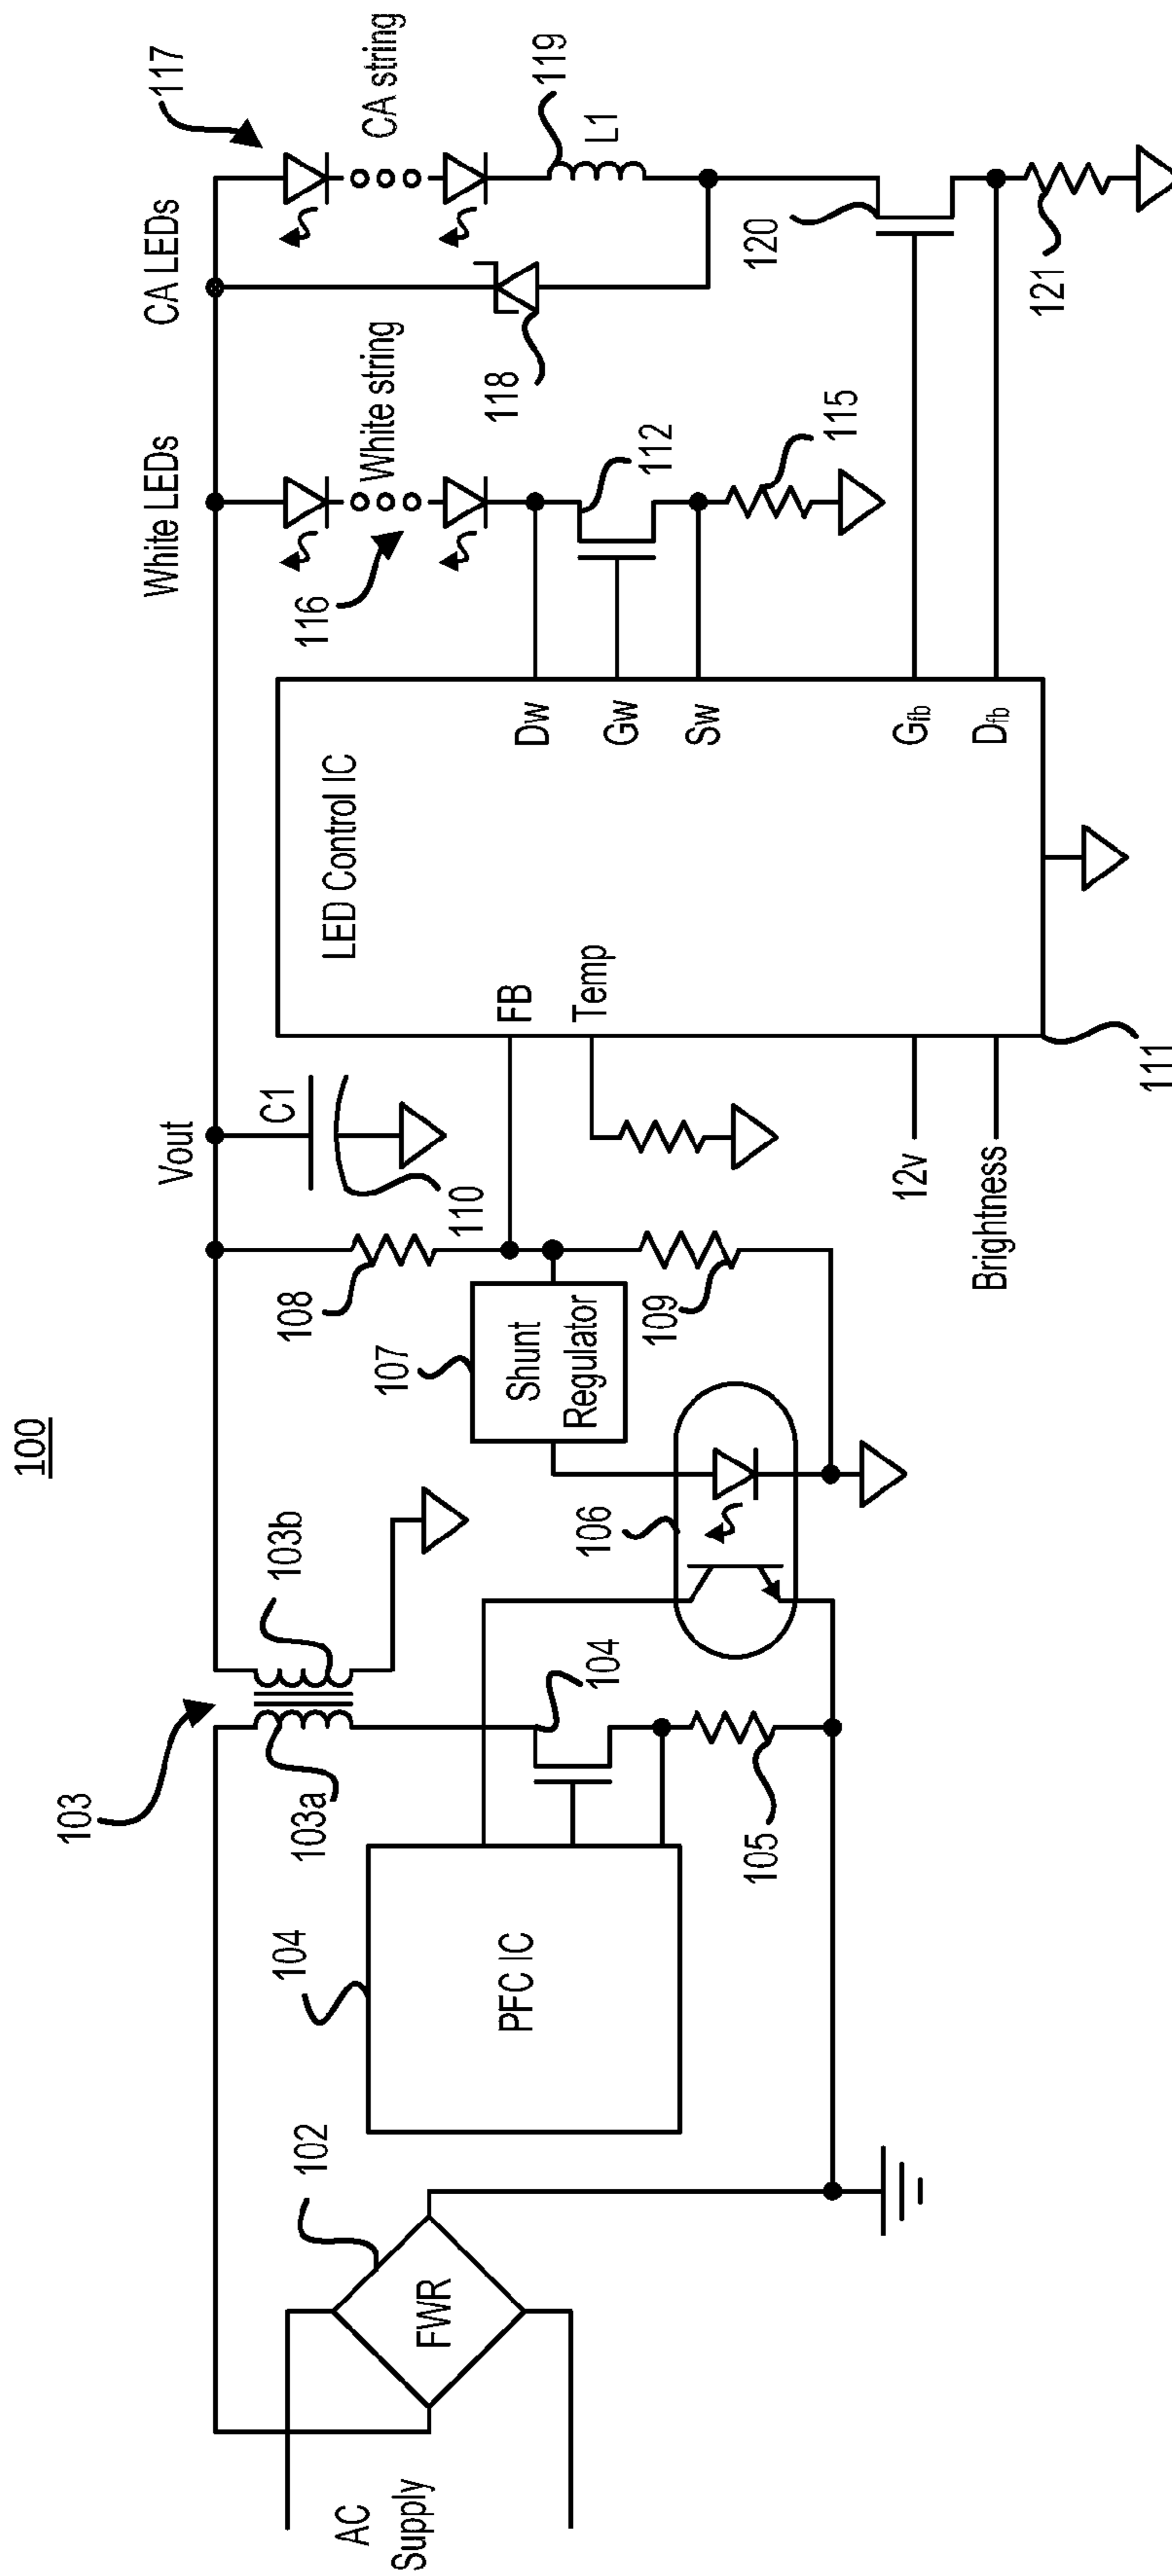 100
AC
Supply
102
FWR
104
PFC IC
103
103a
103b
104
105
106
107
Shunt
Regulator
108
109
Vout
C1
110
FB
Temp
12v
Brightness
111
LED Control IC
Dw
Gw
Sw
Gfb
Dfb
White LEDs
116
White string
112
115
CA LEDs
117
CA string
118
119
L1
120
121